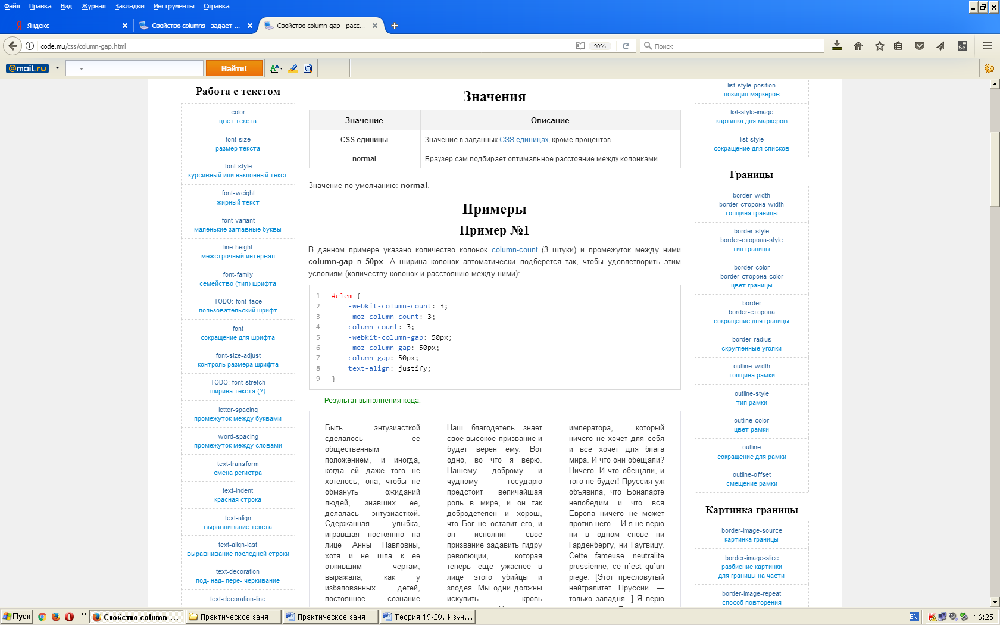 Файл Правка Вид Журнал Закладки Инструменты Справка
Яндекс
Свойство columns - задает ...
Свойство column-gap - расс...
code.mu/css/column-gap.html
90%
Поиск
@mail.ru
Найти!
Работа с текстом
color
цвет текста
font-size
размер текста
font-style
курсивный или наклонный текст
font-weight
жирный текст
font-variant
маленькие заглавные буквы
line-height
межстрочный интервал
font-family
семейство (тип) шрифта
TODO: font-face
пользовательский шрифт
font
сокращение для шрифта
font-size-adjust
контроль размера шрифта
TODO: font-stretch
ширина текста (?)
letter-spacing
промежуток между буквами
word-spacing
промежуток между словами
text-transform
смена регистра
text-indent
красная строка
text-align
выравнивание текста
text-align-last
выравнивание последней строки
text-decoration
под- над- пере- черкивание
text-decoration-line
Значения
Значение Описание
CSS единицы Значение в заданных CSS единицах, кроме процентов.
normal Браузер сам подбирает оптимальное расстояние между колонками.
Значение по умолчанию: normal.
Примеры
Пример №1
В данном примере указано количество колонок column-count (3 штуки) и промежуток между ними
column-gap в 50px. А ширина колонок автоматически подберется так, чтобы удовлетворить этим
условиям (количеству колонок и расстоянию между ними):
1 #elem {
2 -webkit-column-count: 3;
3 -moz-column-count: 3;
4 column-count: 3;
5 -webkit-column-gap: 50px;
6 -moz-column-gap: 50px;
7 column-gap: 50px;
8 text-align: justify;
9 }
Результат выполнения кода:
Быть энтузиасткой
сделалось ее
общественным
положением, и иногда,
когда ей даже того не
хотелось, она, чтобы не
обмануть ожиданий
людей, знавших ее,
делалась энтузиасткой.
Сдержанная улыбка,
игравшая постоянно на
лице Анны Павловны,
хотя и не шла к ее
отжившим чертам,
выражала, как у
избалованных детей,
постоянное сознание
Наш благодетель знает
свое высокое призвание и
будет верен ему. Вот
одно, во что я верю.
Нашему доброму и
чудному государю
предстоит величайшая
роль в мире, и он так
добродетелен и хорош,
что Бог не оставит его, и
он исполнит свое
призвание задавить гидру
революции, которая
теперь еще ужаснее в
лице этого убийцы и
злодея. Мы одни должны
искупить кровь
императора, который
ничего не хочет для себя
и все хочет для блага
мира. И что они обещали?
Ничего. И что обещали, и
того не будет! Пруссия уж
объявила, что Бонапарте
непобедим и что вся
Европа ничего не может
против него... И я не верю
ни в одном слове ни
Гарденбергу, ни Гаугвицу.
Cette fameuse neutralite
prussienne, ce n`est qu`un
piege. [Этот пресловутый
нейтралитет Пруссии —
только западня. ] Я верю
list-style-position
позиция маркеров
list-style-image
картинка для маркеров
list-style
сокращение для списков
Границы
border-width
border-сторона-width
толщина границы
border-style
border-сторона-style
тип границы
border-color
border-сторона-color
цвет границы
border
border-сторона
сокращение для границы
border-radius
скругленные уголки
outline-width
толщина рамки
outline-style
тип рамки
outline-color
цвет рамки
outline
сокращение для рамки
outline-offset
смещение рамки
Картинка границы
border-image-source
картинка границы
border-image-slice
разбиение картинки
для границы на части
border-image-repeat
способ повторения
Пуск
Свойство column-...
Практическое заня...
Практическое заня...
Теория 19-20. Изуч...
EN
16:25